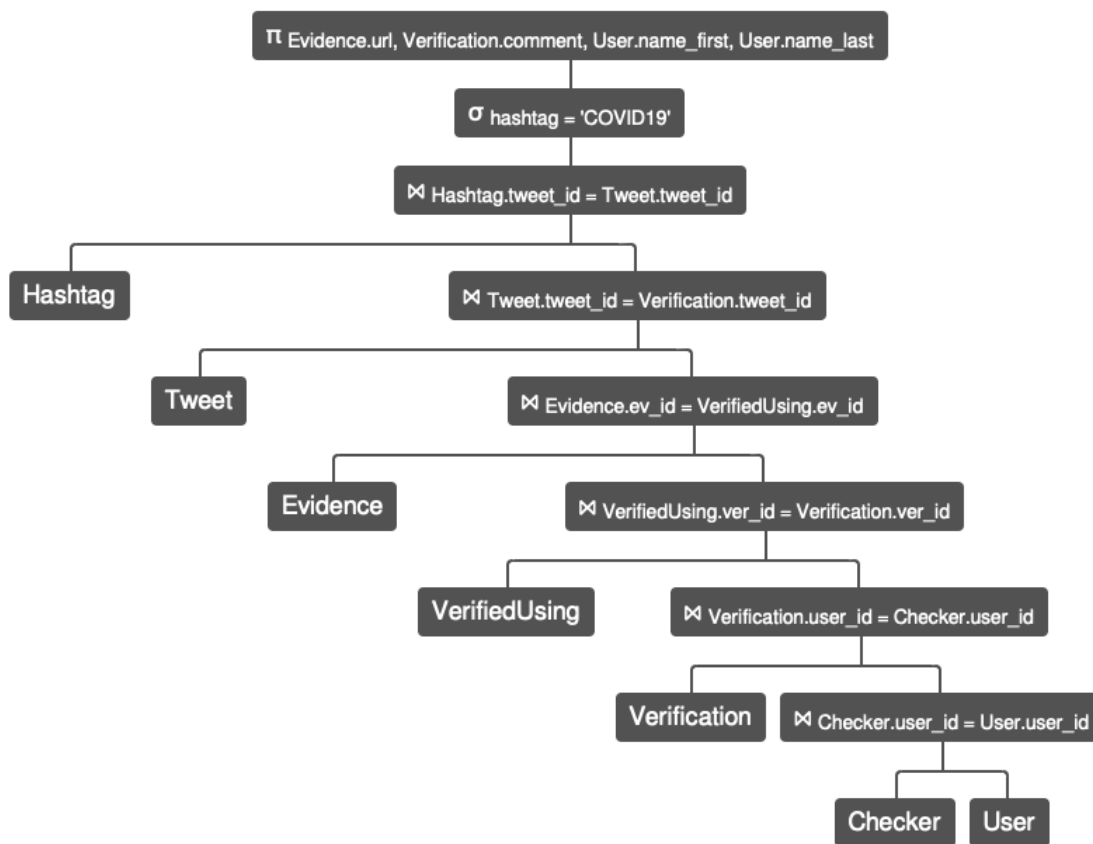 π Evidence.url, Verification.comment, User.name_first, User.name_last
σ hashtag = 'COVID19'
⋈ Hashtag.tweet_id = Tweet.tweet_id
Hashtag
⋈ Tweet.tweet_id = Verification.tweet_id
Tweet
⋈ Evidence.ev_id = VerifiedUsing.ev_id
Evidence
⋈ VerifiedUsing.ver_id = Verification.ver_id
VerifiedUsing
⋈ Verification.user_id = Checker.user_id
Verification
⋈ Checker.user_id = User.user_id
Checker
User